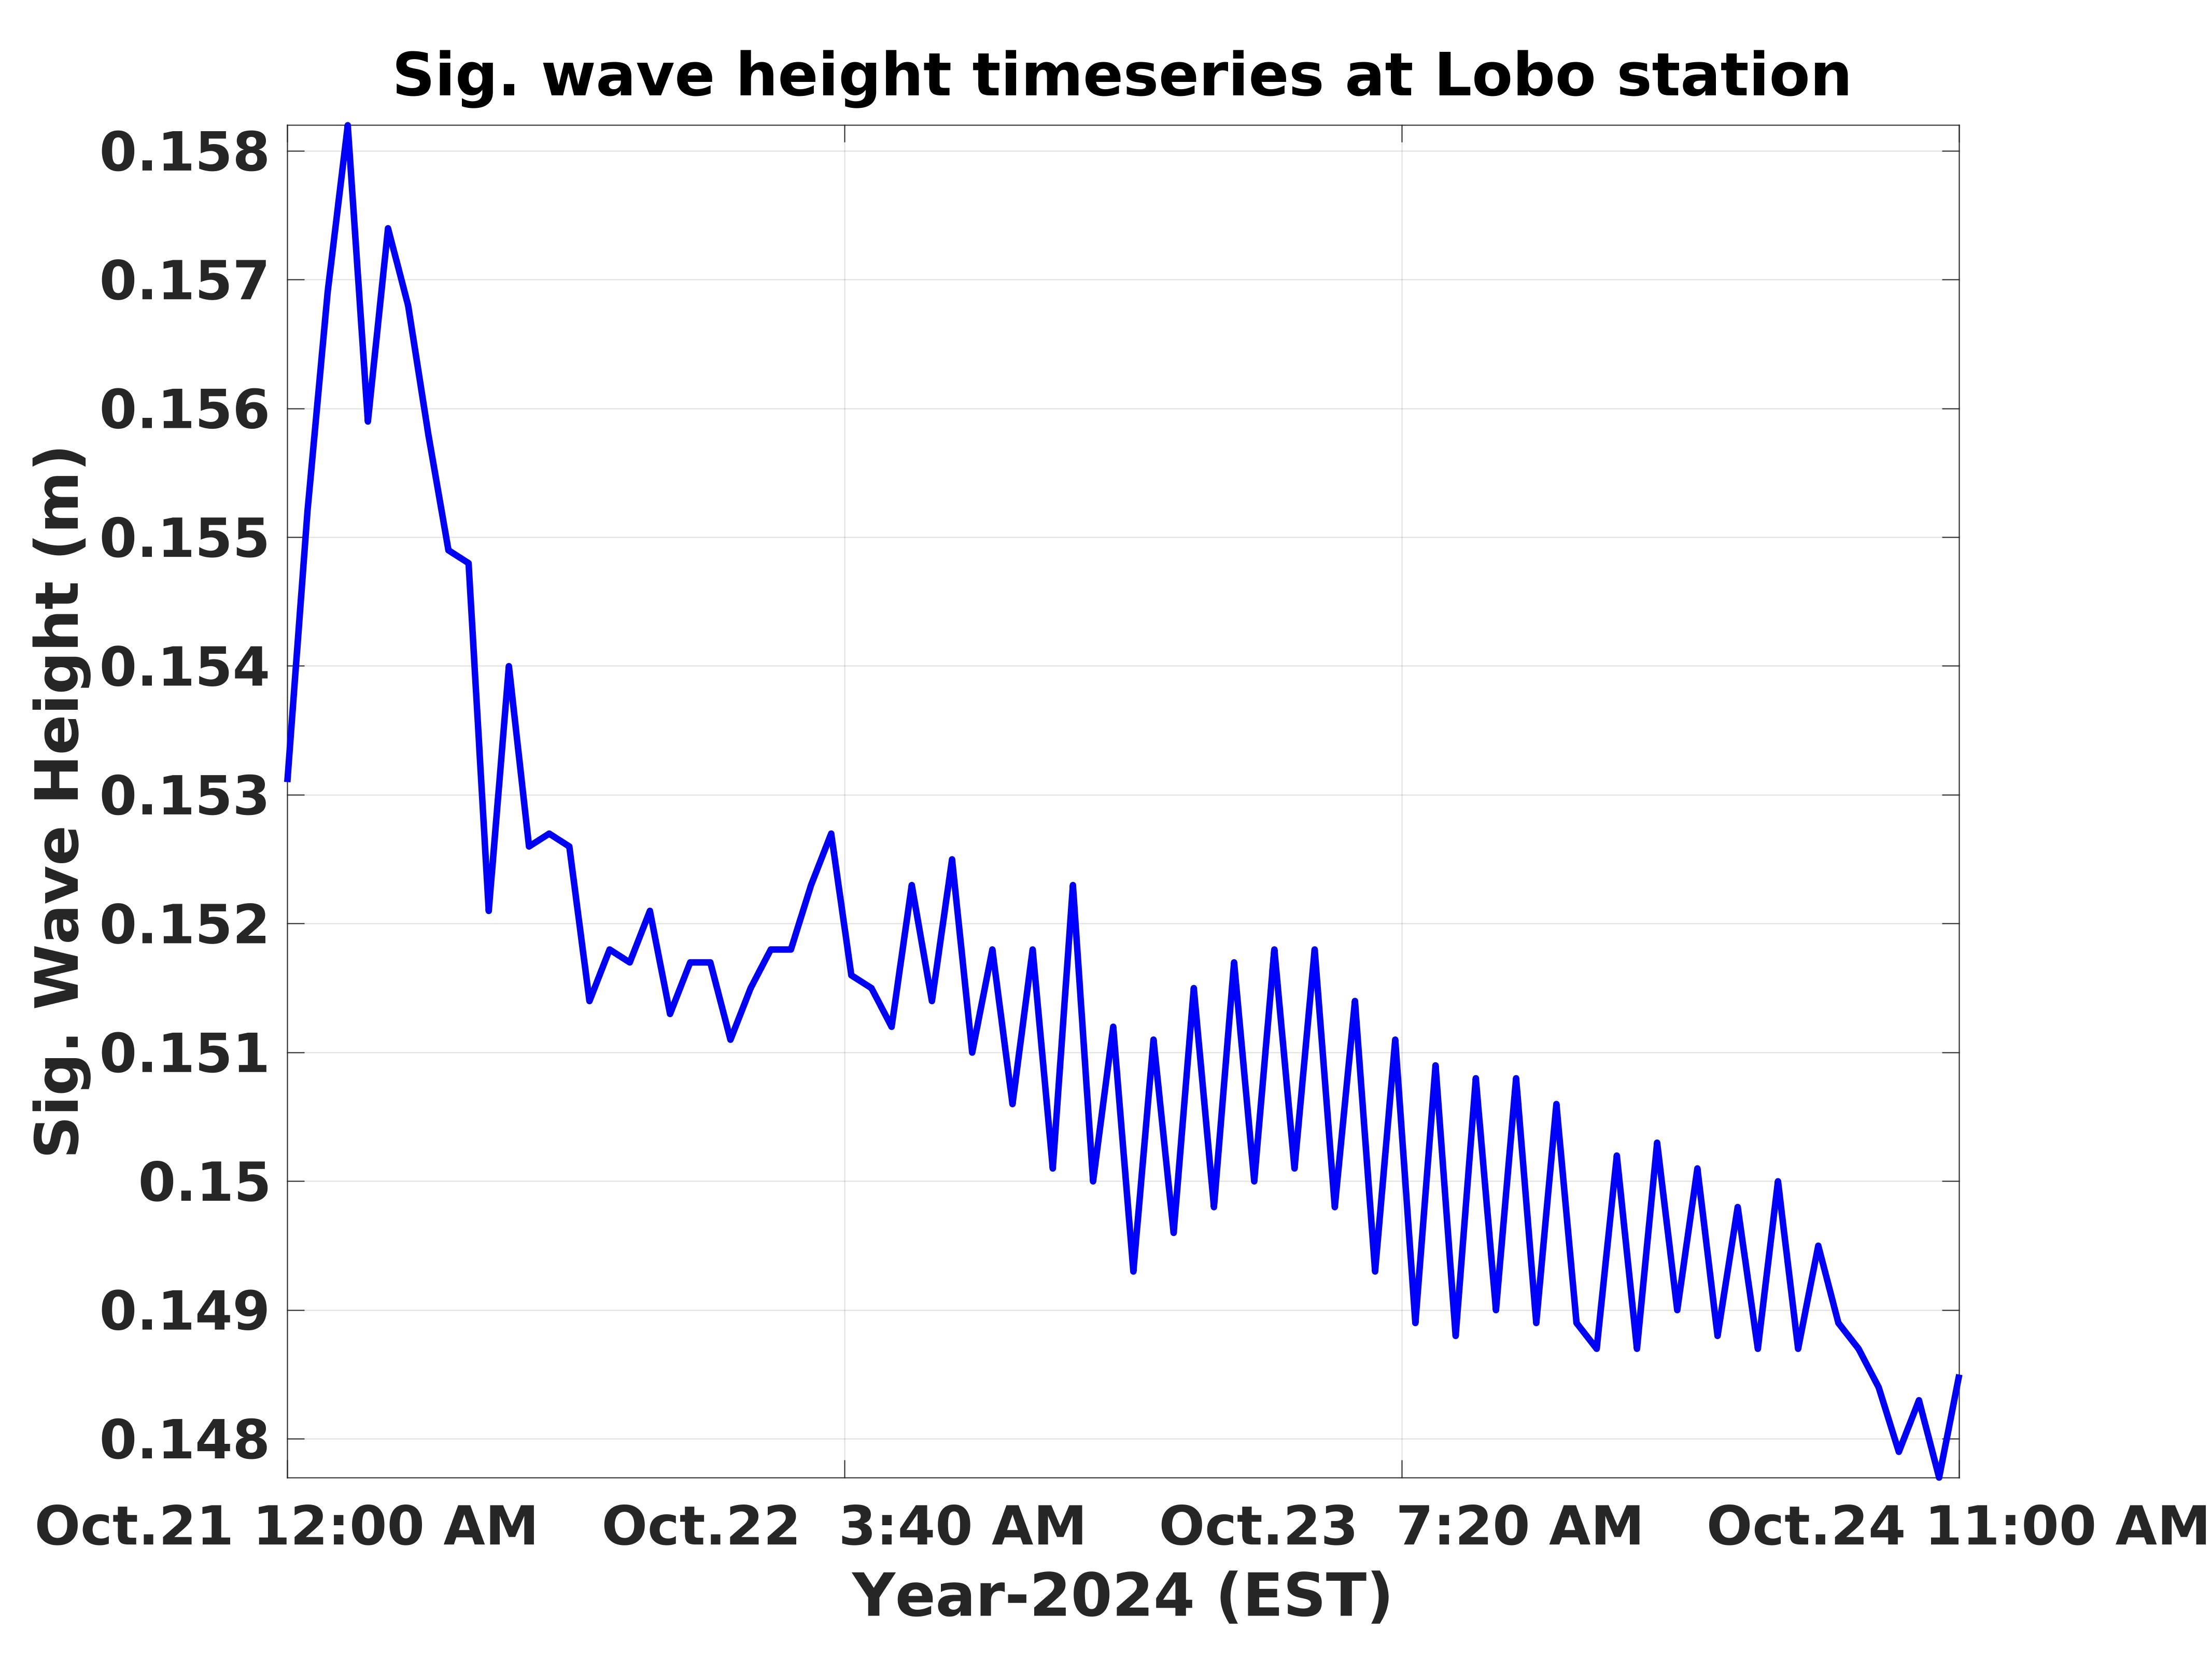 Sig. wave height timeseries at Lobo station
0.158
0.157
0.156
0.155
0.154
0.153
0.152
0.151
0.15
0.149
0.148
Sig. Wave Height (m)
Oct.21 12:00 AM Oct.22 3:40 AM Oct.23 7:20 AM Oct.24 11:00 AM
Year-2024 (EST)